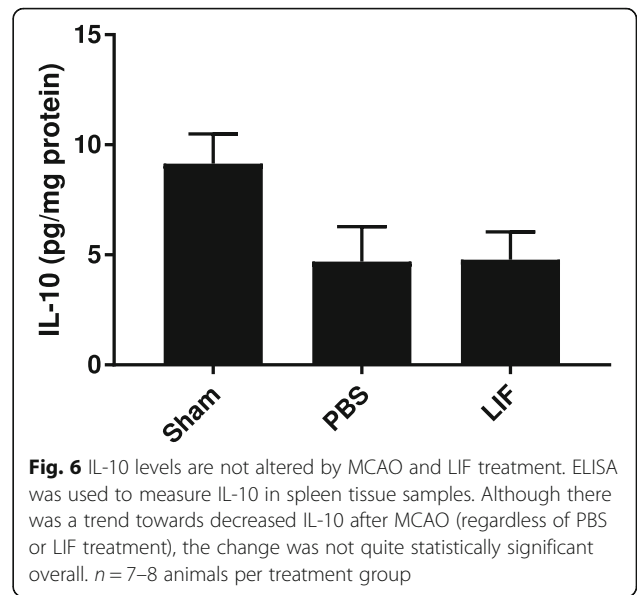 15
10
5
0
IL-10 (pg/mg protein)
Sham
PBS
LIF
Fig. 6 IL-10 levels are not altered by MCAO and LIF treatment. ELISA
was used to measure IL-10 in spleen tissue samples. Although there
was a trend towards decreased IL-10 after MCAO (regardless of PBS
or LIF treatment), the change was not quite statistically significant
overall. n = 7–8 animals per treatment group